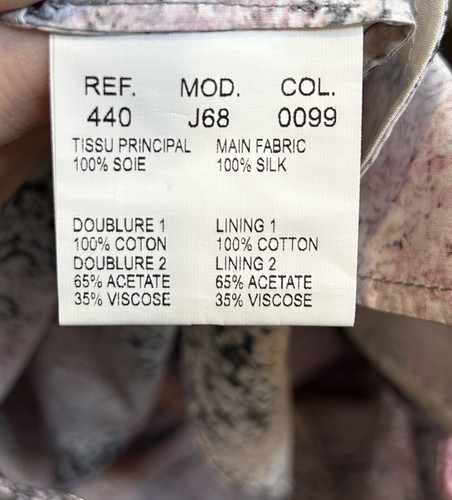 REF. MOD. COL.
440 J68 0099
TISSU PRINCIPAL MAIN FABRIC
100% SOIE 100% SILK
DOUBLURE 1 LINING 1
100% COTON 100% COTTON
DOUBLURE 2 LINING 2
65% ACETATE 65% ACETATE
35% VISCOSE 35% VISCOSE